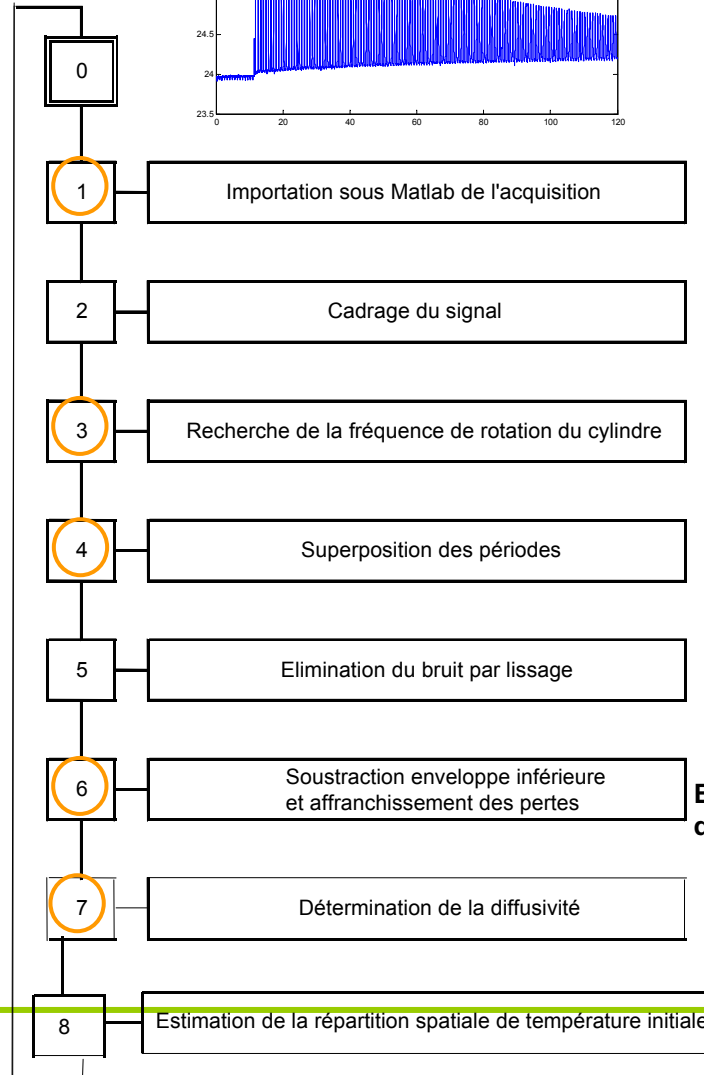 24.5
24
23.5
0 20 40 60 80 100 120
0
1 Importation sous Matlab de l'acquisition
2 Cadrage du signal
3 Recherche de la fréquence de rotation du cylindre
4 Superposition des périodes
5 Elimination du bruit par lissage
6 Soustraction enveloppe inférieure
et affranchissement des pertes
7 Détermination de la diffusivité
8 Estimation de la répartition spatiale de température initiale